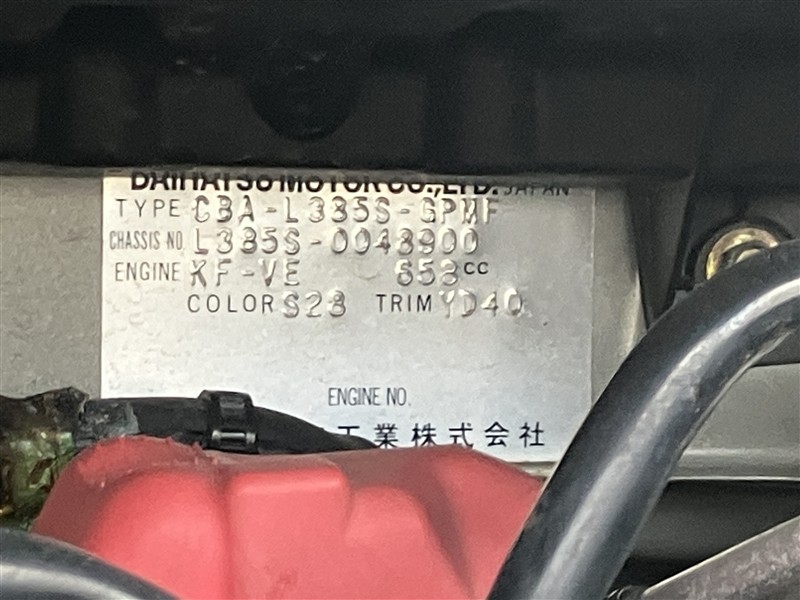 DAIHATSU MOTOR CO.,LTD. JAPAN
TYPE CBA-L385S-GPMF
CHASSIS NO. L385S-0043900
ENGINE KF-VE 658cc
COLOR S28 TRIM YD40
ENGINE NO.
工業株式会社